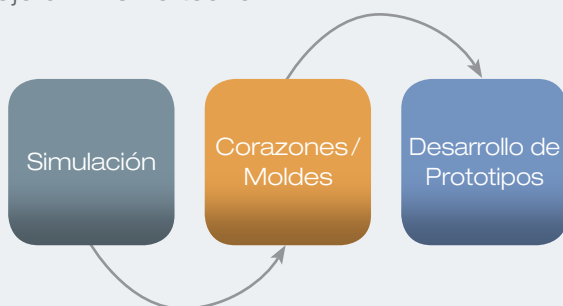 Simulación
Corazones /
Moldes
Desarrollo de
Prototipos